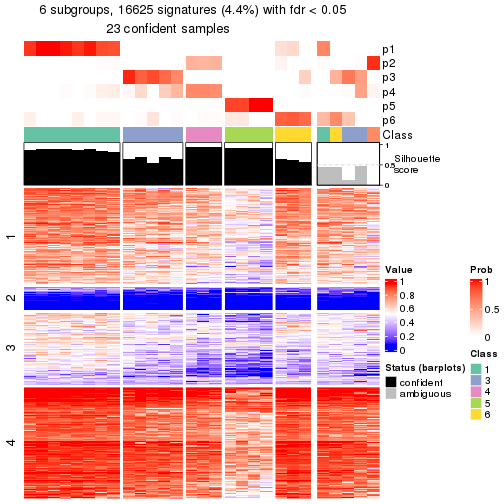 6 subgroups, 16625 signatures (4.4%) with fdr < 0.05
23 confident samples
p1
p2
p3
p4
p5
p6
Class
1
0.5
0
Silhouette
score
1
2
3
4
Value
1
0.8
0.6
0.4
0.2
0
Status (barplots)
confident
ambiguous
Prob
1
0.5
0
Class
1
3
4
5
6